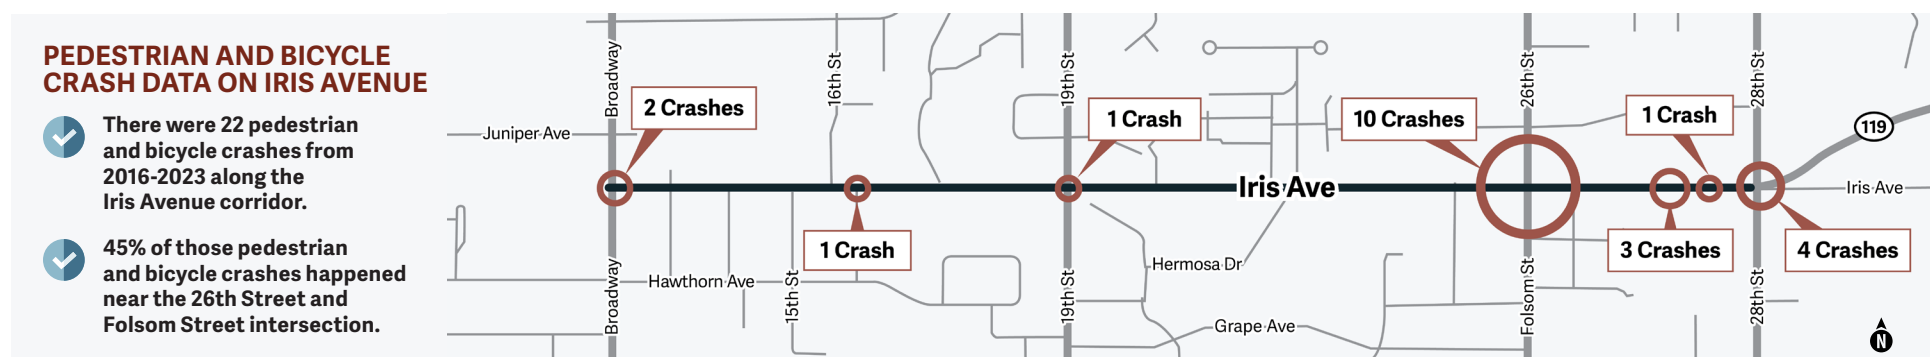 PEDESTRIAN AND BICYCLE
CRASH DATA ON IRIS AVENUE
There were 22 pedestrian
and bicycle crashes from
2016-2023 along the
Iris Avenue corridor.
45% of those pedestrian
and bicycle crashes happened
near the 26th Street and
Folsom Street intersection.
Broadway
16th St
19th St
26th St
28th St
2 Crashes
1 Crash
10 Crashes
1 Crash
119
Juniper Ave
Iris Ave
Iris Ave
1 Crash
3 Crashes
4 Crashes
Hermosa Dr
Hawthorn Ave
Broadway
15th St
19th St
Folsom St
28th St
Grape Ave
N